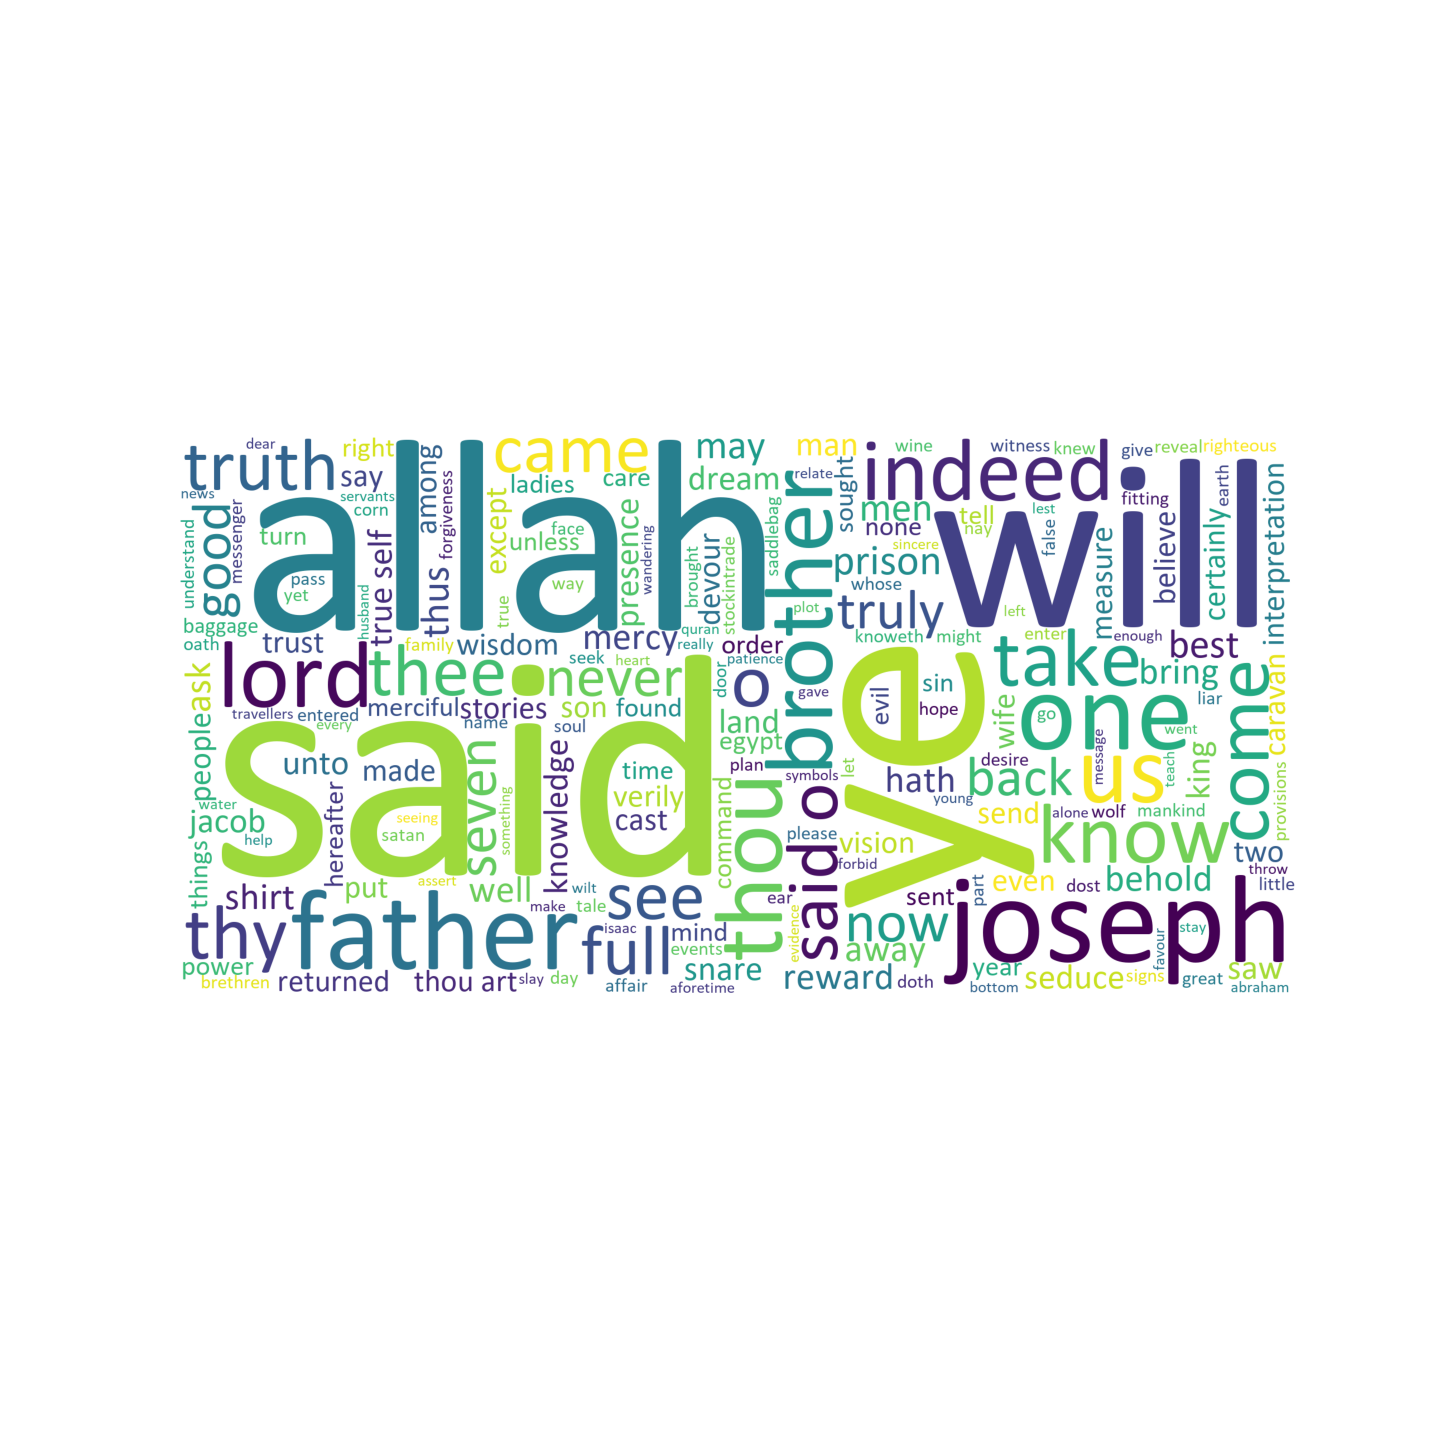 allah
said
ye
will
joseph
father
lord
thee
never
brother
indeed
truth
came
may
man
dream
ladies
care
right
say
dear
news
servants
corn
among
forgiveness
except
unless
face
way
presence
wandering
brought
devour
stockintrade
saddlebag
good
messenger
understand
turn
pass
yet
husband
true self
thus
true
baggage
oath
trust
family
wisdom
mercy
quran
really
order
patience
seek
heart
door
o
gave
plot
relate
wine
witness
knew
give
reveal
righteous
sought
men
none
tell
nay
lest
false
fitting
earth
sincere
prison
whose
truly
left
measure
believe
certainly
interpretation
knoweth
might
enter
enough
best
take
bring
liar
caravan
one
go
went
wife
sin
hope
evil
desire
message
teach
king
come
provisions
us
back
hath
young
let
symbols
said o
please
vision
forbid
send
alone
wolf
mankind
know
two
throw
little
even
dost
behold
sent
part
now
away
ear
evidence
reward
doth
year
bottom
seduce
signs
favour
stay
great
saw
abraham
thou
command
plan
land
egypt
found
son
name
soul
stories
merciful
entered
travellers
every
people
ask
unto
made
seven
something
knowledge
time
verily
cast
water
jacob
help
hereafter
seeing
satan
things
shirt
put
assert
well
make
wilt
tale
see
thy
full
isaac
mind
events
snare
power
brethren
returned
thou art
slay
day
affair
aforetime